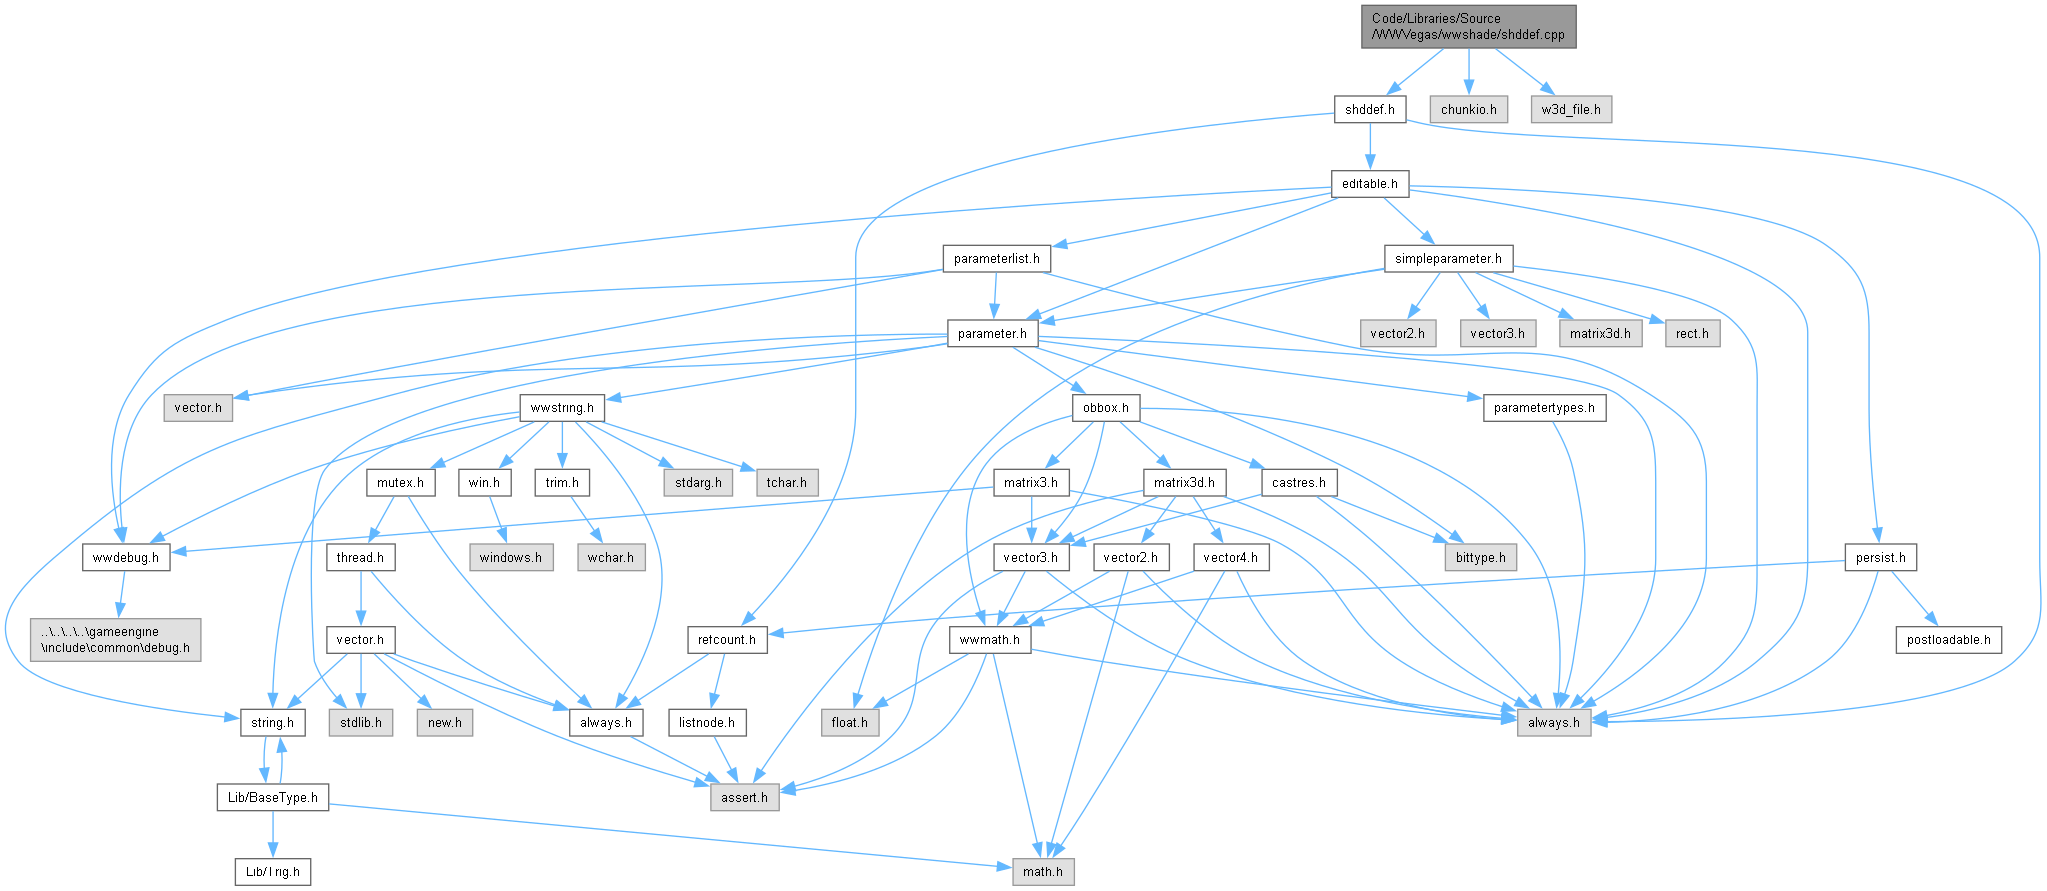 Code/Libraries/Source
/WWVegas/wwshade/shddef.cpp
shddef.h
chunkio.h
w3d_file.h
editable.h
parameterlist.h
simpleparameter.h
parameter.h
vector2.h
vector3.h
matrix3d.h
rect.h
vector.h
wwstring.h
obbox.h
parametertypes.h
mutex.h
win.h
trim.h
stdarg.h
tchar.h
matrix3.h
matrix3d.h
castres.h
wwdebug.h
thread.h
windows.h
wchar.h
vector3.h
vector2.h
vector4.h
bittype.h
persist.h
..\..\..\..\gameengine
\include\common\debug.h
vector.h
refcount.h
wwmath.h
postloadable.h
string.h
stdlib.h
new.h
always.h
listnode.h
float.h
always.h
Lib/BaseType.h
assert.h
Lib/Trig.h
math.h